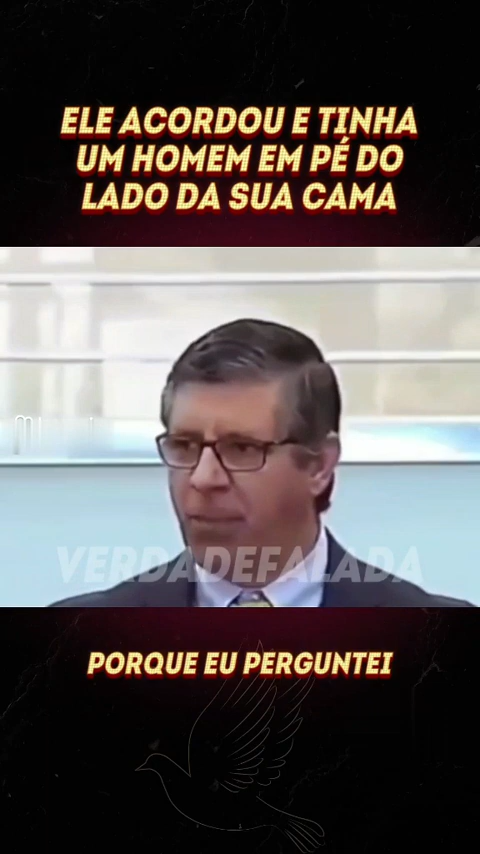 ELE ACORDOU E TINHA
UM HOMEM EM PÉ DO
LADO DA SUA CAMA
VERDADEFALADA
PORQUE EU PERGUNTEI